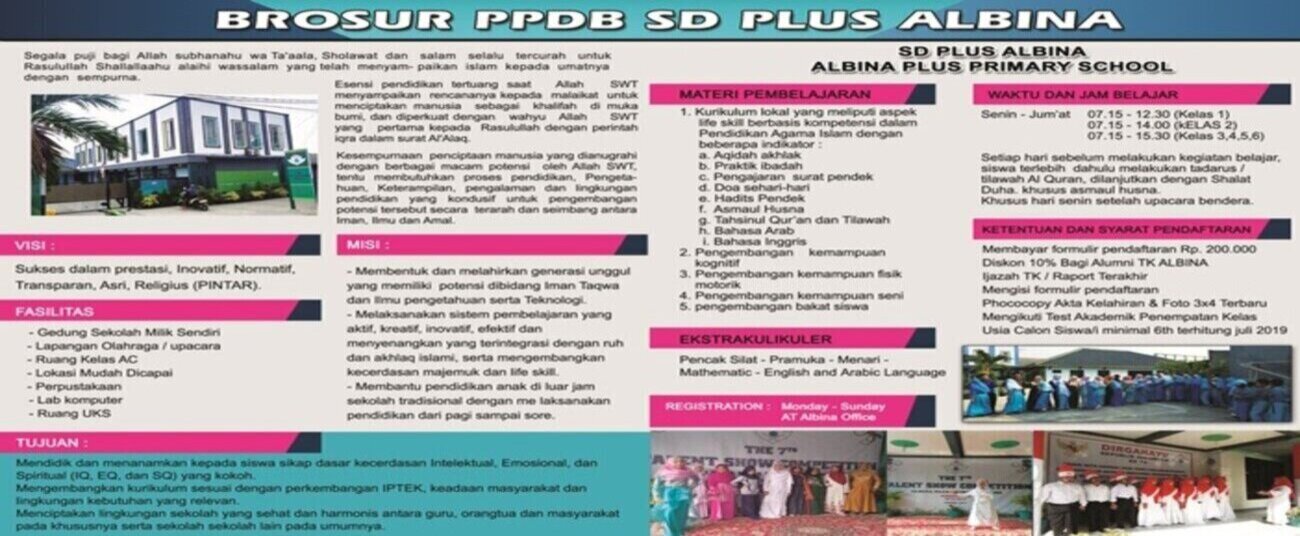 BROSUR PPDB SD PLUS ALBINA
Segala puji bagi Allah subhanahu wa Ta'aala, Sholawat dan salam selalu tercurah untuk
Rasulullah Shallallaahu alaihi wassalam yang telah menyam- paikan islam kepada umatnya
dengan sempurna.
Esensi pendidikan tertuang saat Allah SWT
menyampaikan rencananya kepada malaikat untuk
menciptakan manusia sebagai khalifah di muka
bumi, dan diperkuat dengan wahyu Allah SWT
yang pertama kepada Rasulullah dengan perintah
iqra dalam surat Al'Alaq.
Kesempurnaan penciptaan manusia yang dianugrahi
dengan berbagai macam potensi oleh Allah SWT,
tentu membutuhkan proses pendidikan, Pengeta-
huan, Keterampilan, pengalaman dan lingkungan
pendidikan yang kondusif untuk pengembangan
potensi tersebut secara terarah dan seimbang antara
Iman, Ilmu dan Amal.
VISI :
Sukses dalam prestasi, Inovatif, Normatif,
Transparan, Asri, Religius (PINTAR).
FASILITAS
- Gedung Sekolah Milik Sendiri
- Lapangan Olahraga / upacara
- Ruang Kelas AC
- Lokasi Mudah Dicapai
- Perpustakaan
- Lab komputer
- Ruang UKS
MISI :
- Membentuk dan melahirkan generasi unggul
yang memiliki potensi dibidang Iman Taqwa
dan Ilmu pengetahuan serta Teknologi.
- Melaksanakan sistem pembelajaran yang
aktif, kreatif, inovatif, efektif dan
menyenangkan yang terintegrasi dengan ruh
dan akhlaq islami, serta mengembangkan
kecerdasan majemuk dan life skill.
- Membantu pendidikan anak di luar jam
sekolah tradisional dengan me laksanakan
pendidikan dari pagi sampai sore.
TUJUAN :
Mendidik dan menanamkan kepada siswa sikap dasar kecerdasan Intelektual, Emosional, dan
Spiritual (IQ, EQ, dan SQ) yang kokoh.
Mengembangkan kurikulum sesuai dengan perkembangan IPTEK, keadaan masyarakat dan
lingkungan kebutuhan yang relevan.
Menciptakan lingkungan sekolah yang sehat dan harmonis antara guru, orangtua dan masyarakat
pada khususnya serta sekolah sekolah lain pada umumnya.
SD PLUS ALBINA
ALBINA PLUS PRIMARY SCHOOL
MATERI PEMBELAJARAN
1. Kurikulum lokal yang meliputi aspek
life skill berbasis kompetensi dalam
Pendidikan Agama Islam dengan
beberapa indikator :
a. Aqidah akhlak
b. Praktik ibadah
c. Pengajaran surat pendek
d. Doa sehari-hari
e. Hadits Pendek
f. Asmaul Husna
g. Tahsinul Qur'an dan Tilawah
h. Bahasa Arab
i. Bahasa Inggris
2. Pengembangan kemampuan
kognitif
3. Pengembangan kemampuan fisik
motorik
4. Pengembangan kemampuan seni
5. pengembangan bakat siswa
EKSTRAKULIKULER
Pencak Silat - Pramuka - Menari -
Mathematic - English and Arabic Language
REGISTRATION : Monday - Sunday
AT Albina Office
WAKTU DAN JAM BELAJAR
Senin - Jum'at 07.15 - 12.30 (Kelas 1)
07.15 - 14.00 (kELAS 2)
07.15 - 15.30 (Kelas 3,4,5,6)
Setiap hari sebelum melakukan kegiatan belajar,
siswa terlebih dahulu melakukan tadarus /
tilawah Al Quran, dilanjutkan dengan Shalat
Duha. khusus asmaul husna.
Khusus hari senin setelah upacara bendera.
KETENTUAN DAN SYARAT PENDAFTARAN
Membayar formulir pendaftaran Rp. 200.000
Diskon 10% Bagi Alumni TK ALBINA
Ijazah TK / Raport Terakhir
Mengisi formulir pendaftaran
Phococopy Akta Kelahiran & Foto 3x4 Terbaru
Mengikuti Test Akademik Penempatan Kelas
Usia Calon Siswa/i minimal 6th terhitung juli 2019
THE 7th
ALENT SHOW COMPETITION
THE 7th
ALENT SHOW
DIRGAHAYU